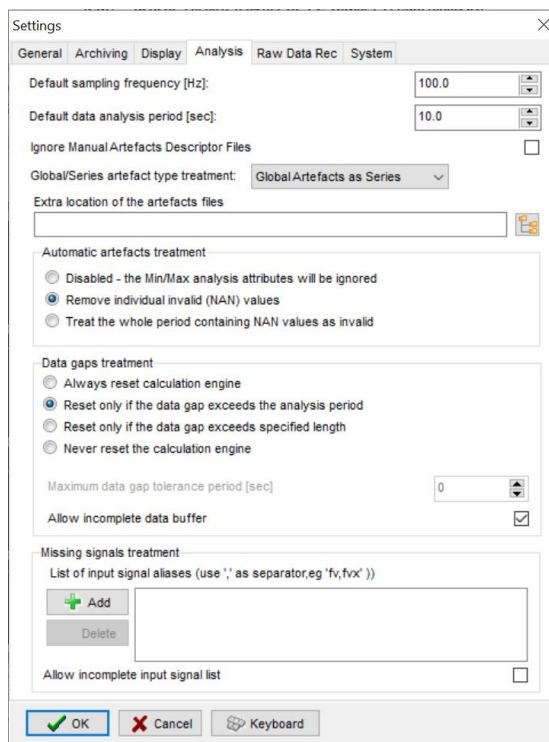 Settings
General Archiving Display Analysis Raw Data Rec System
Default sampling frequency [Hz]: 100.0
Default data analysis period [sec]: 10.0
Ignore Manual Artefacts Descriptor Files
Global/Series artefact type treatment: Global Artefacts as Series
Extra location of the artefacts files
Automatic artefacts treatment
Disabled - the Min/Max analysis attributes will be ignored
Remove individual invalid (NAN) values
Treat the whole period containing NAN values as invalid
Data gaps treatment
Always reset calculation engine
Reset only if the data gap exceeds the analysis period
Reset only if the data gap exceeds specified length
Never reset the calculation engine
Maximum data gap tolerance period [sec] 0
Allow incomplete data buffer
Missing signals treatment
List of input signal aliases (use ',' as separator,eg 'fv,fvx' ))
Add
Delete
Allow incomplete input signal list
OK Cancel Keyboard